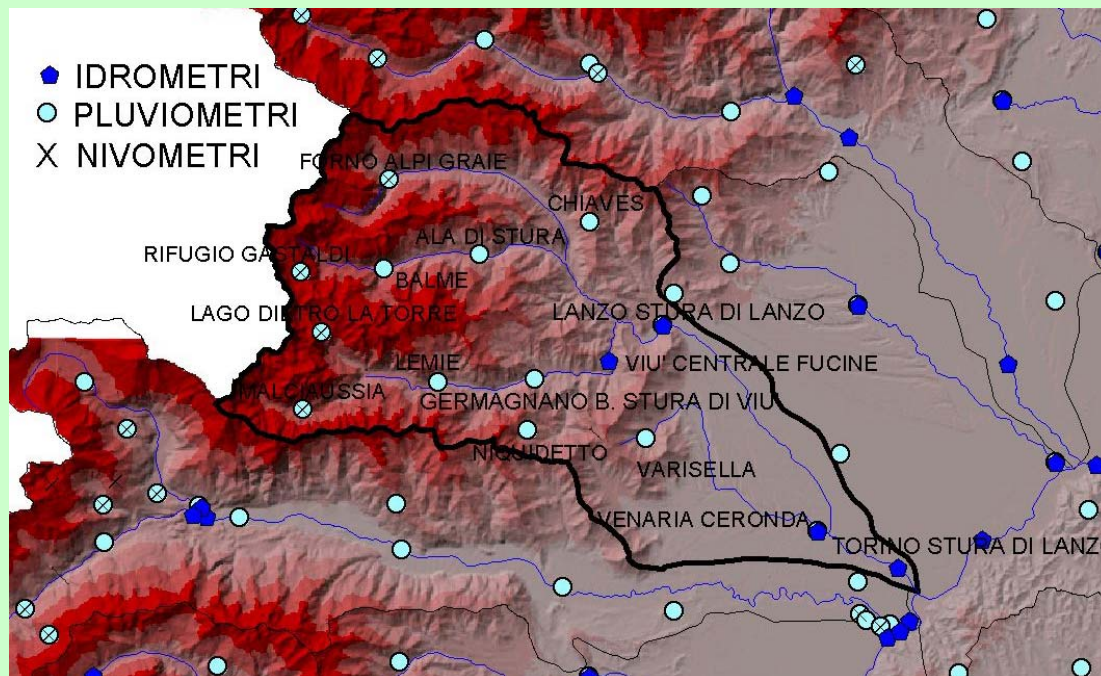 IDROMETRI
PLUVIOMETRI
NIVOMETRI
FORNO ALPI GRAIE
CHIAVES
ALA DI STURA
RIFUGIO GASTALDI
BALME
LAGO DIETRO LA TORRE
LANZO STURA DI LANZO
LEMIE
VIU' CENTRALE FUCINE
MALCIAUSSIA
GERMAGNANO B. STURA DI VIU'
NIQUIDETTO
VARISELLA
VENARIA CERONDA
TORINO STURA DI LANZ